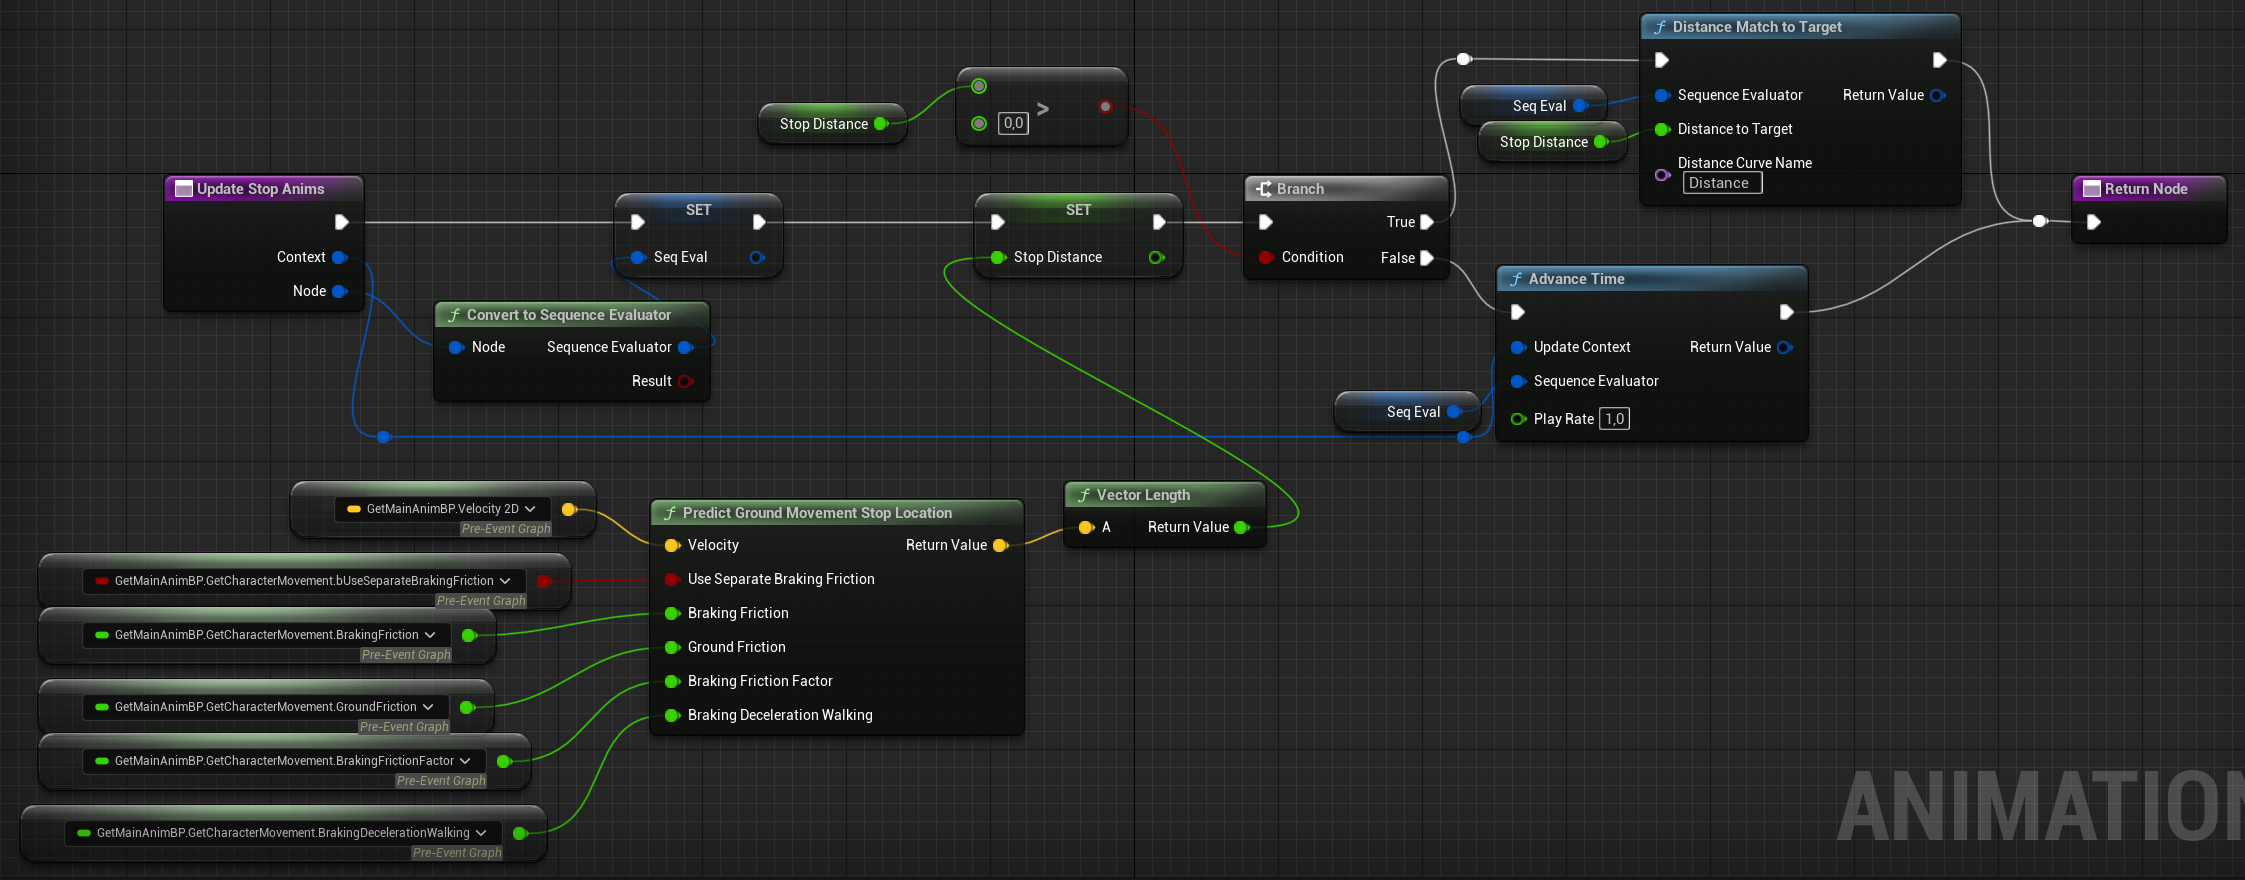 Distance Match to Target
Seq Eval
Sequence Evaluator
Return Value
Stop Distance
Distance to Target
Distance Curve Name
Distance
Stop Distance
0,0
>
Update Stop Anims
Context
Node
SET
Seq Eval
SET
Stop Distance
Branch
True
Condition
False
Return Node
Convert to Sequence Evaluator
Node
Sequence Evaluator
Result
Advance Time
Update Context
Return Value
Sequence Evaluator
Play Rate
1,0
Seq Eval
GetMainAnimBP.Velocity 2D
Pre-Event Graph
GetMainAnimBP.GetCharacterMovement.bUseSeparateBrakingFriction
Pre-Event Graph
GetMainAnimBP.GetCharacterMovement.BrakingFriction
Pre-Event Graph
GetMainAnimBP.GetCharacterMovement.GroundFriction
Pre-Event Graph
GetMainAnimBP.GetCharacterMovement.BrakingFrictionFactor
Pre-Event Graph
GetMainAnimBP.GetCharacterMovement.BrakingDecelerationWalking
Pre-Event Graph
Predict Ground Movement Stop Location
Velocity
Return Value
Use Separate Braking Friction
Braking Friction
Ground Friction
Braking Friction Factor
Braking Deceleration Walking
Vector Length
A
Return Value
ANIMATION